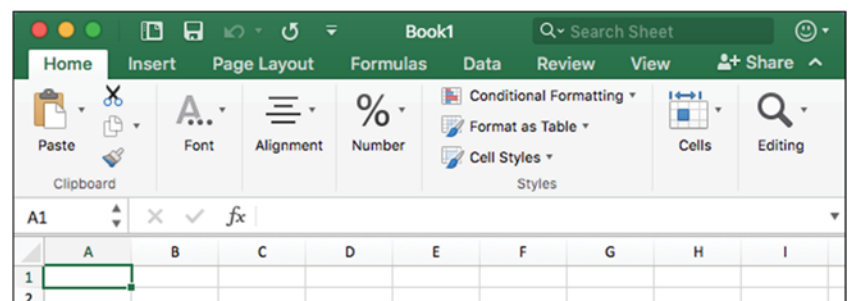 Book1 Search Sheet
Home Insert Page Layout Formulas Data Review View Share
Paste Font Alignment % Number Conditional Formatting Format as Table Cell Styles Cells Editing
Clipboard Styles
A1 fx
A B C D E F G H I
1
2